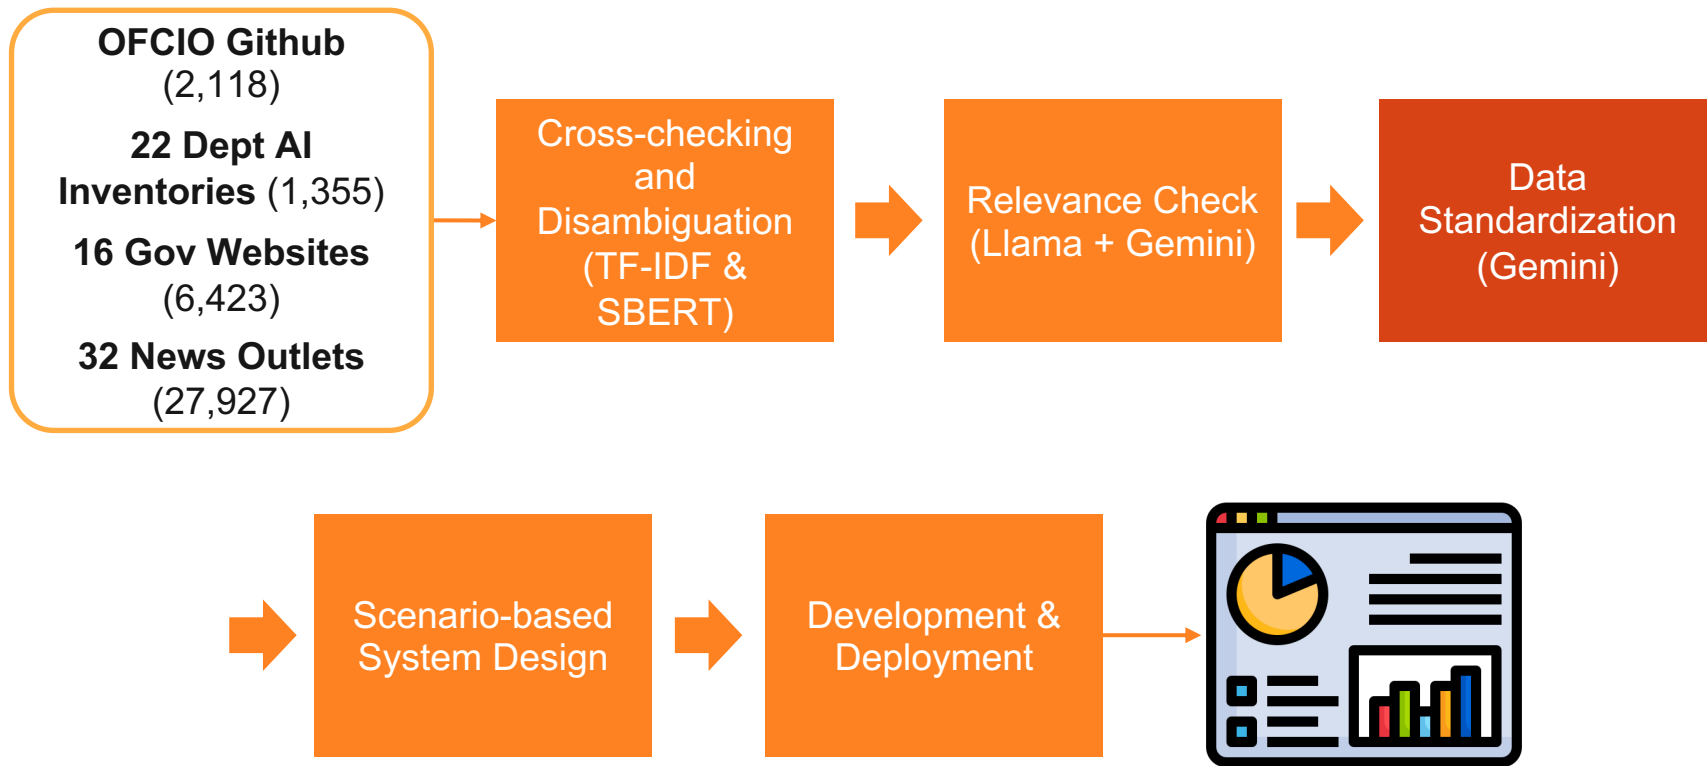 OFCIO Github
(2,118)
22 Dept AI
Inventories (1,355)
16 Gov Websites
(6,423)
32 News Outlets
(27,927)
Cross-checking
and
Disambiguation
(TF-IDF &
SBERT)
Relevance Check
(Llama + Gemini)
Data
Standardization
(Gemini)
Scenario-based
System Design
Development &
Deployment